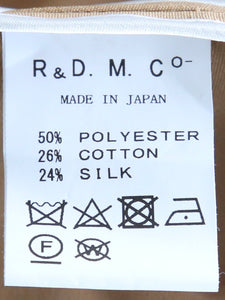 R & D. M. Co-
MADE IN JAPAN
50% POLYESTER
26% COTTON
24% SILK
F W